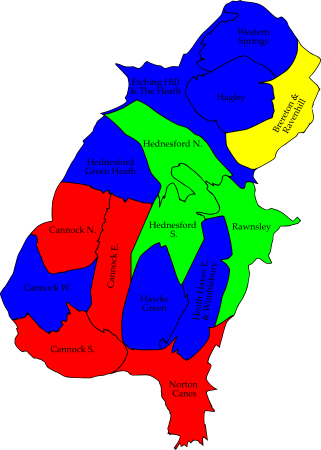 Western
Springs
Etching Hill
& The Heath
Hagley
Brereton &
Ravenhill
Hednesford N.
Hednesford
Green Heath
Cannock N.
Hednesford
S.
Rawnsley
Cannock E.
Cannock W.
Hawks
Green
Heath Hayes &
Cannock S.
Norton
Canes